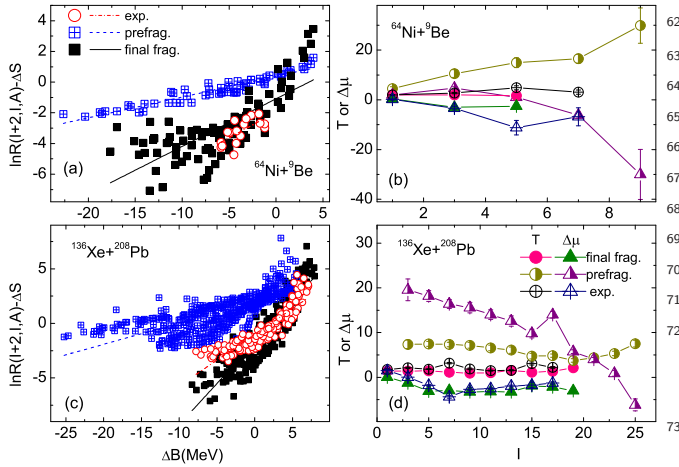 (a)
exp.
prefrag.
final frag.
⁶⁴Ni+⁹Be
lnR(I+2,I,A)-ΔS
4
2
0
-2
-4
-6
-20 -15 -10 -5 0 5
(b)
⁶⁴Ni+⁹Be
T or Δμ
20
0
-20
-40
2 4 6 8
(c)
¹³⁶Xe+²⁰⁸Pb
lnR(I+2,I,A)-ΔS
5
0
-5
-25 -20 -15 -10 -5 0 5
ΔB(MeV)
(d)
¹³⁶Xe+²⁰⁸Pb
T Δμ
final frag.
prefrag.
exp.
T or Δμ
30
20
10
0
0 5 10 15 20 25
I
62
63
64
65
66
67
68
69
70
71
72
73